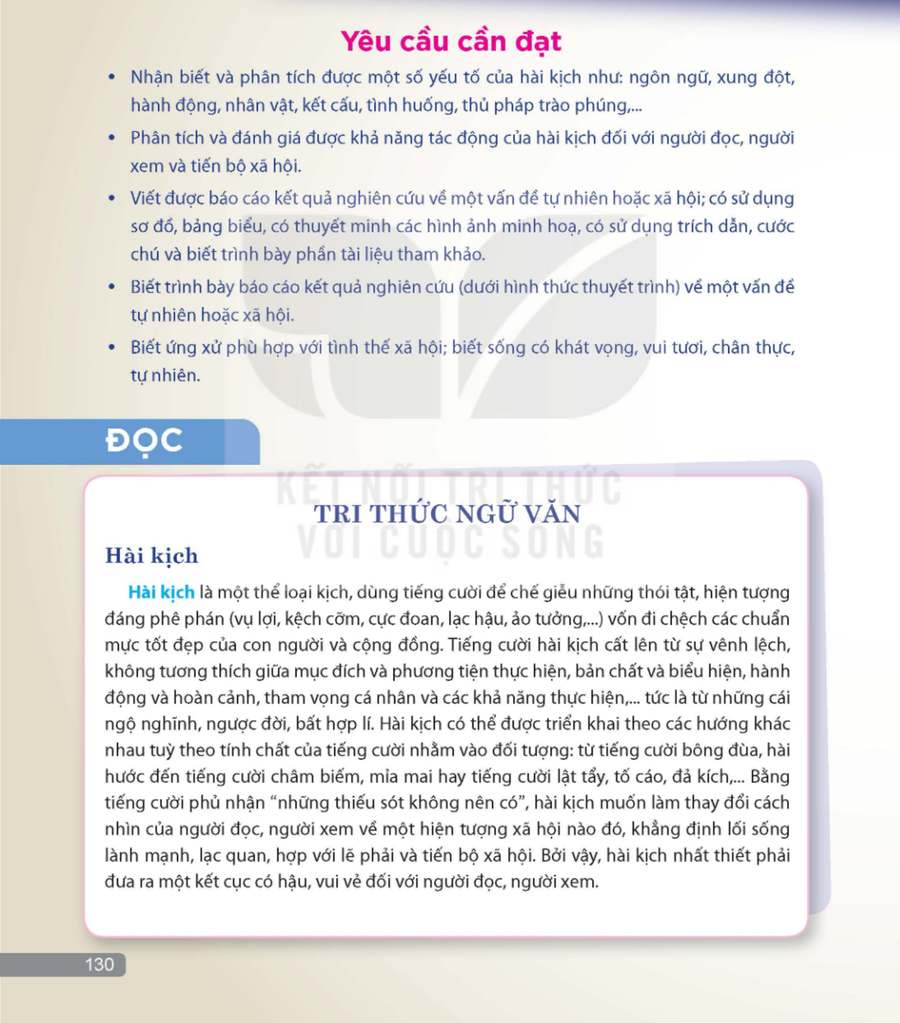 Yêu cầu cần đạt
• Nhận biết và phân tích được một số yếu tố của hài kịch như: ngôn ngữ, xung đột,
hành động, nhân vật, kết cấu, tình huống, thủ pháp trào phúng,...
• Phân tích và đánh giá được khả năng tác động của hài kịch đối với người đọc, người
xem và tiến bộ xã hội.
• Viết được báo cáo kết quả nghiên cứu về một vấn đề tự nhiên hoặc xã hội; có sử dụng
sơ đồ, bảng biểu, có thuyết minh các hình ảnh minh hoạ, có sử dụng trích dẫn, cước
chú và biết trình bày phần tài liệu tham khảo.
• Biết trình bày báo cáo kết quả nghiên cứu (dưới hình thức thuyết trình) về một vấn đề
tự nhiên hoặc xã hội.
• Biết ứng xử phù hợp với tình thế xã hội; biết sống có khát vọng, vui tươi, chân thực,
tự nhiên.
ĐỌC
KẾT NỐI TRI THỨC
TRI THỨC NGỮ VĂN
VỚI CUỘC SỐNG
Hài kịch
Hài kịch là một thể loại kịch, dùng tiếng cười để chế giễu những thói tật, hiện tượng
đáng phê phán (vụ lợi, kệch cỡm, cực đoan, lạc hậu, ảo tưởng,...) vốn đi chệch các chuẩn
mực tốt đẹp của con người và cộng đồng. Tiếng cười hài kịch cất lên từ sự vênh lệch,
không tương thích giữa mục đích và phương tiện thực hiện, bản chất và biểu hiện, hành
động và hoàn cảnh, tham vọng cá nhân và các khả năng thực hiện,... tức là từ những cái
ngộ nghĩnh, ngược đời, bất hợp lí. Hài kịch có thể được triển khai theo các hướng khác
nhau tuỳ theo tính chất của tiếng cười nhằm vào đối tượng: từ tiếng cười bông đùa, hài
hước đến tiếng cười châm biếm, mỉa mai hay tiếng cười lật tẩy, tố cáo, đả kích,... Bằng
tiếng cười phủ nhận “những thiếu sót không nên có”, hài kịch muốn làm thay đổi cách
nhìn của người đọc, người xem về một hiện tượng xã hội nào đó, khẳng định lối sống
lành mạnh, lạc quan, hợp với lẽ phải và tiến bộ xã hội. Bởi vậy, hài kịch nhất thiết phải
đưa ra một kết cục có hậu, vui vẻ đối với người đọc, người xem.
130